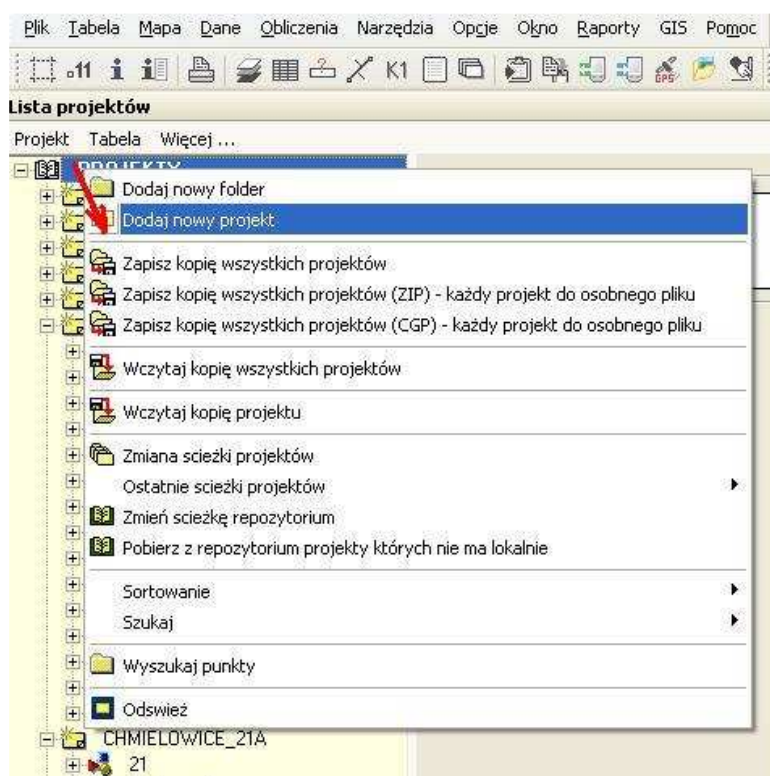 Plik Tabela Mapa Dane Obliczenia Narzędzia Opcje Okno Raporty GIS Pomoc
.11 K1 GPS
Lista projektów
Projekt Tabela Więcej ...
PROJEKTY
Dodaj nowy folder
Dodaj nowy projekt
Zapisz kopię wszystkich projektów
Zapisz kopię wszystkich projektów (ZIP) - każdy projekt do osobnego pliku
Zapisz kopię wszystkich projektów (CGP) - każdy projekt do osobnego pliku
Wczytaj kopię wszystkich projektów
Wczytaj kopię projektu
Zmiana scieżki projektów
Ostatnie scieżki projektów
Zmień scieżkę repozytorium
Pobierz z repozytorium projekty których nie ma lokalnie
Sortowanie
Szukaj
Wyszukaj punkty
Odswież
CHMIELOWICE_21A
21